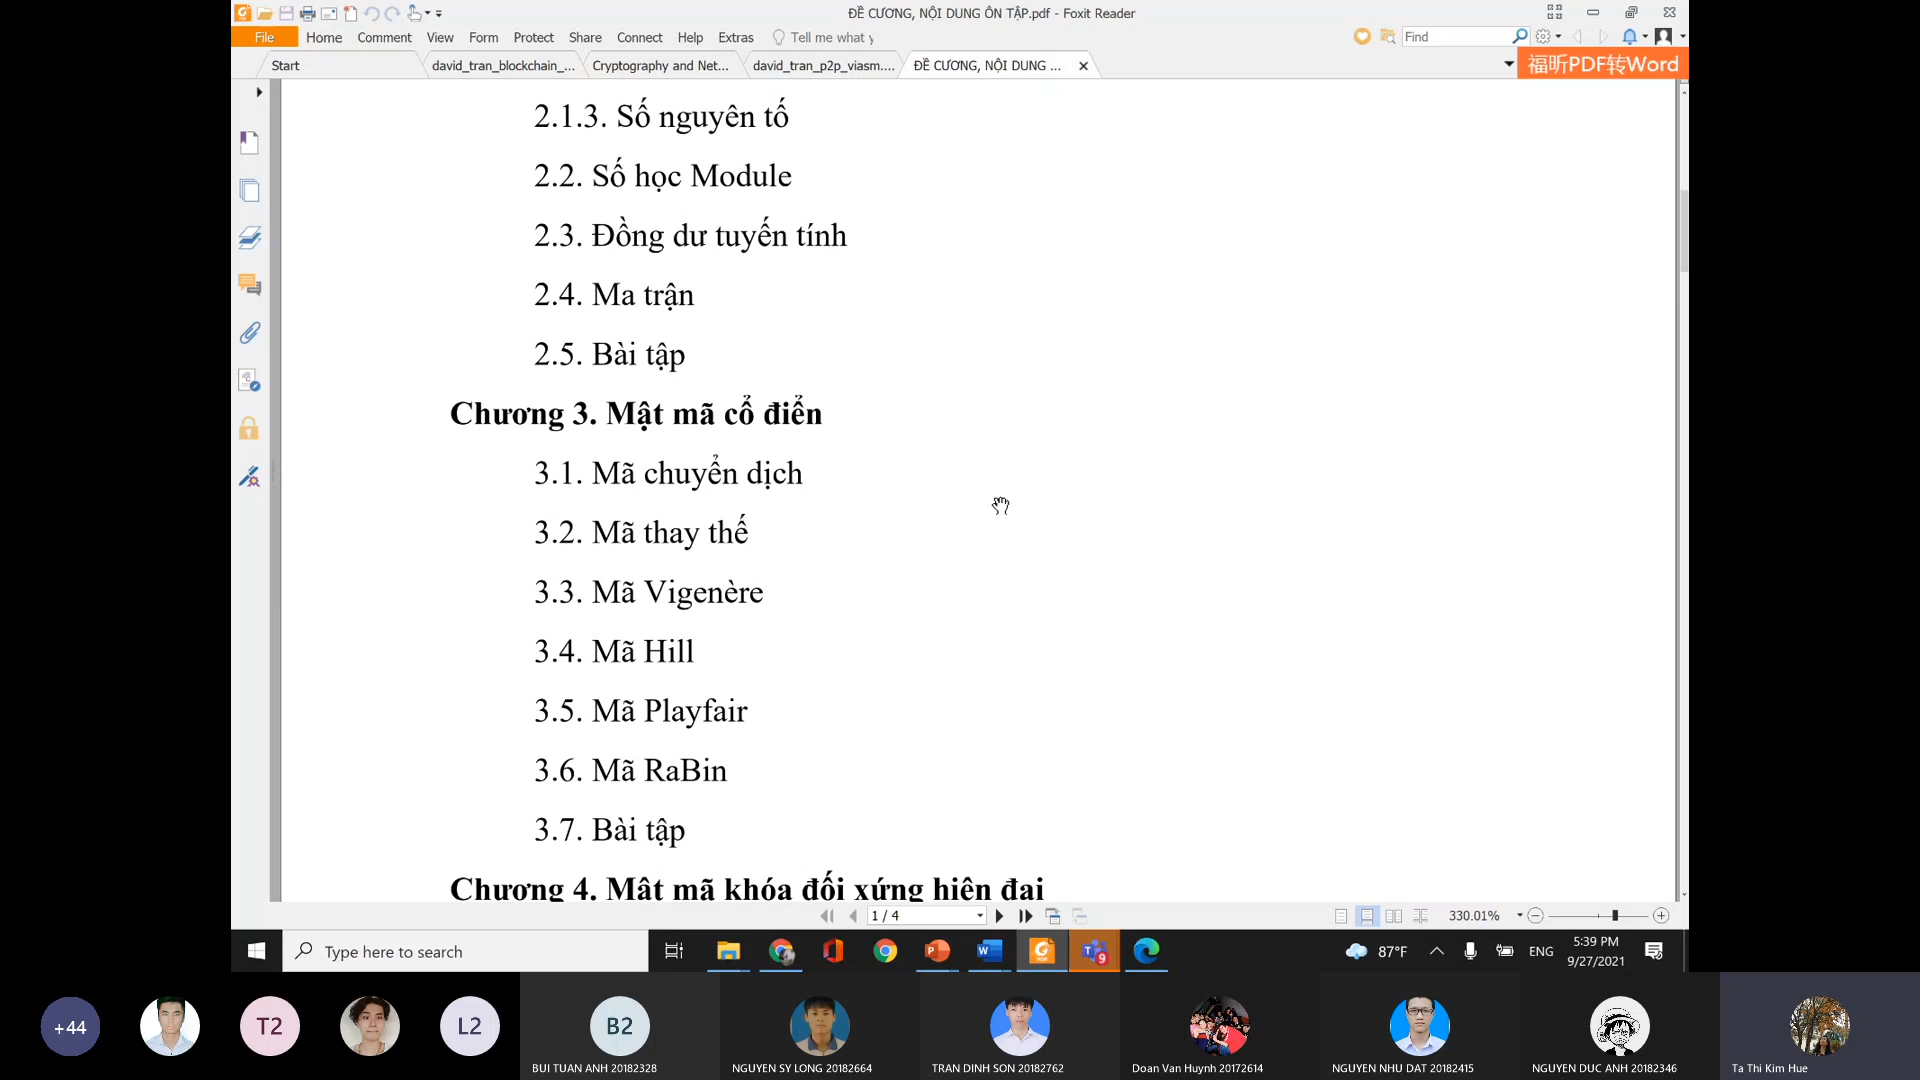 ĐỀ CƯƠNG, NỘI DUNG ÔN TẬP.pdf - Foxit Reader
File Home Comment View Form Protect Share Connect Help Extras Tell me what y Find
Start david_tran_blockchain_... Cryptography and Net... david_tran_p2p_viasm.... ĐỀ CƯƠNG, NỘI DUNG ... 福昕PDF转Word
2.1.3. Số nguyên tố
2.2. Số học Module
2.3. Đồng dư tuyến tính
2.4. Ma trận
2.5. Bài tập
Chương 3. Mật mã cổ điển
3.1. Mã chuyển dịch
3.2. Mã thay thế
3.3. Mã Vigenère
3.4. Mã Hill
3.5. Mã Playfair
3.6. Mã RaBin
3.7. Bài tập
Chương 4. Mật mã khóa đối xứng hiện đại
1 / 4 330.01%
Type here to search 9 87°F ENG 5:39 PM
9/27/2021
+44 T2 L2 B2
BUI TUAN ANH 20182328 NGUYEN SY LONG 20182664 TRAN DINH SON 20182762 Doan Van Huynh 20172614 NGUYEN NHU DAT 20182415 NGUYEN DUC ANH 20182346 Ta Thi Kim Hue